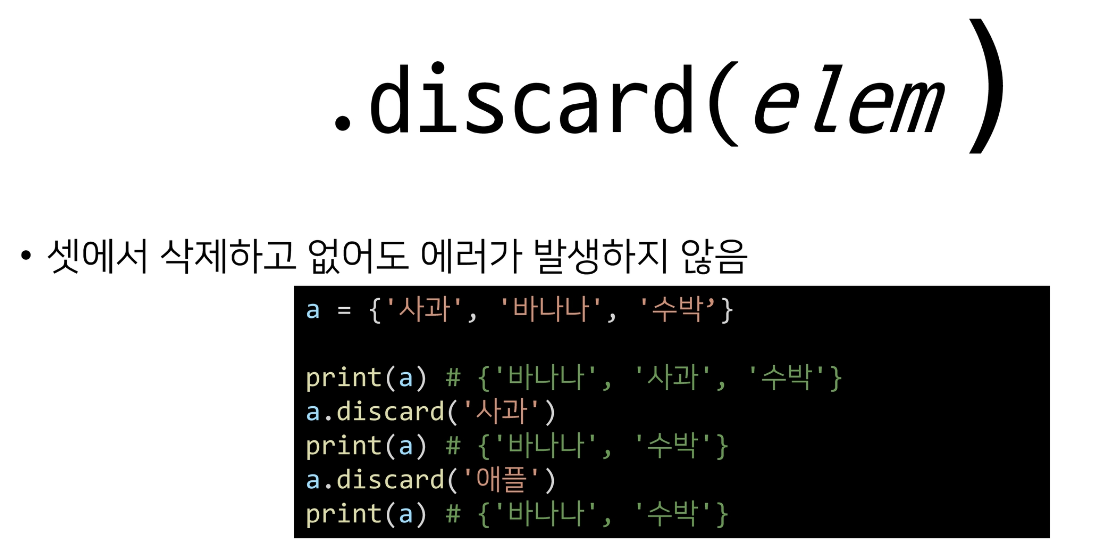 .discard(elem)
• 셋에서 삭제하고 없어도 에러가 발생하지 않음
a = {'사과', '바나나', '수박’}
print(a) # {'바나나', '사과', '수박'}
a.discard('사과')
print(a) # {'바나나', '수박'}
a.discard('애플')
print(a) # {'바나나', '수박'}